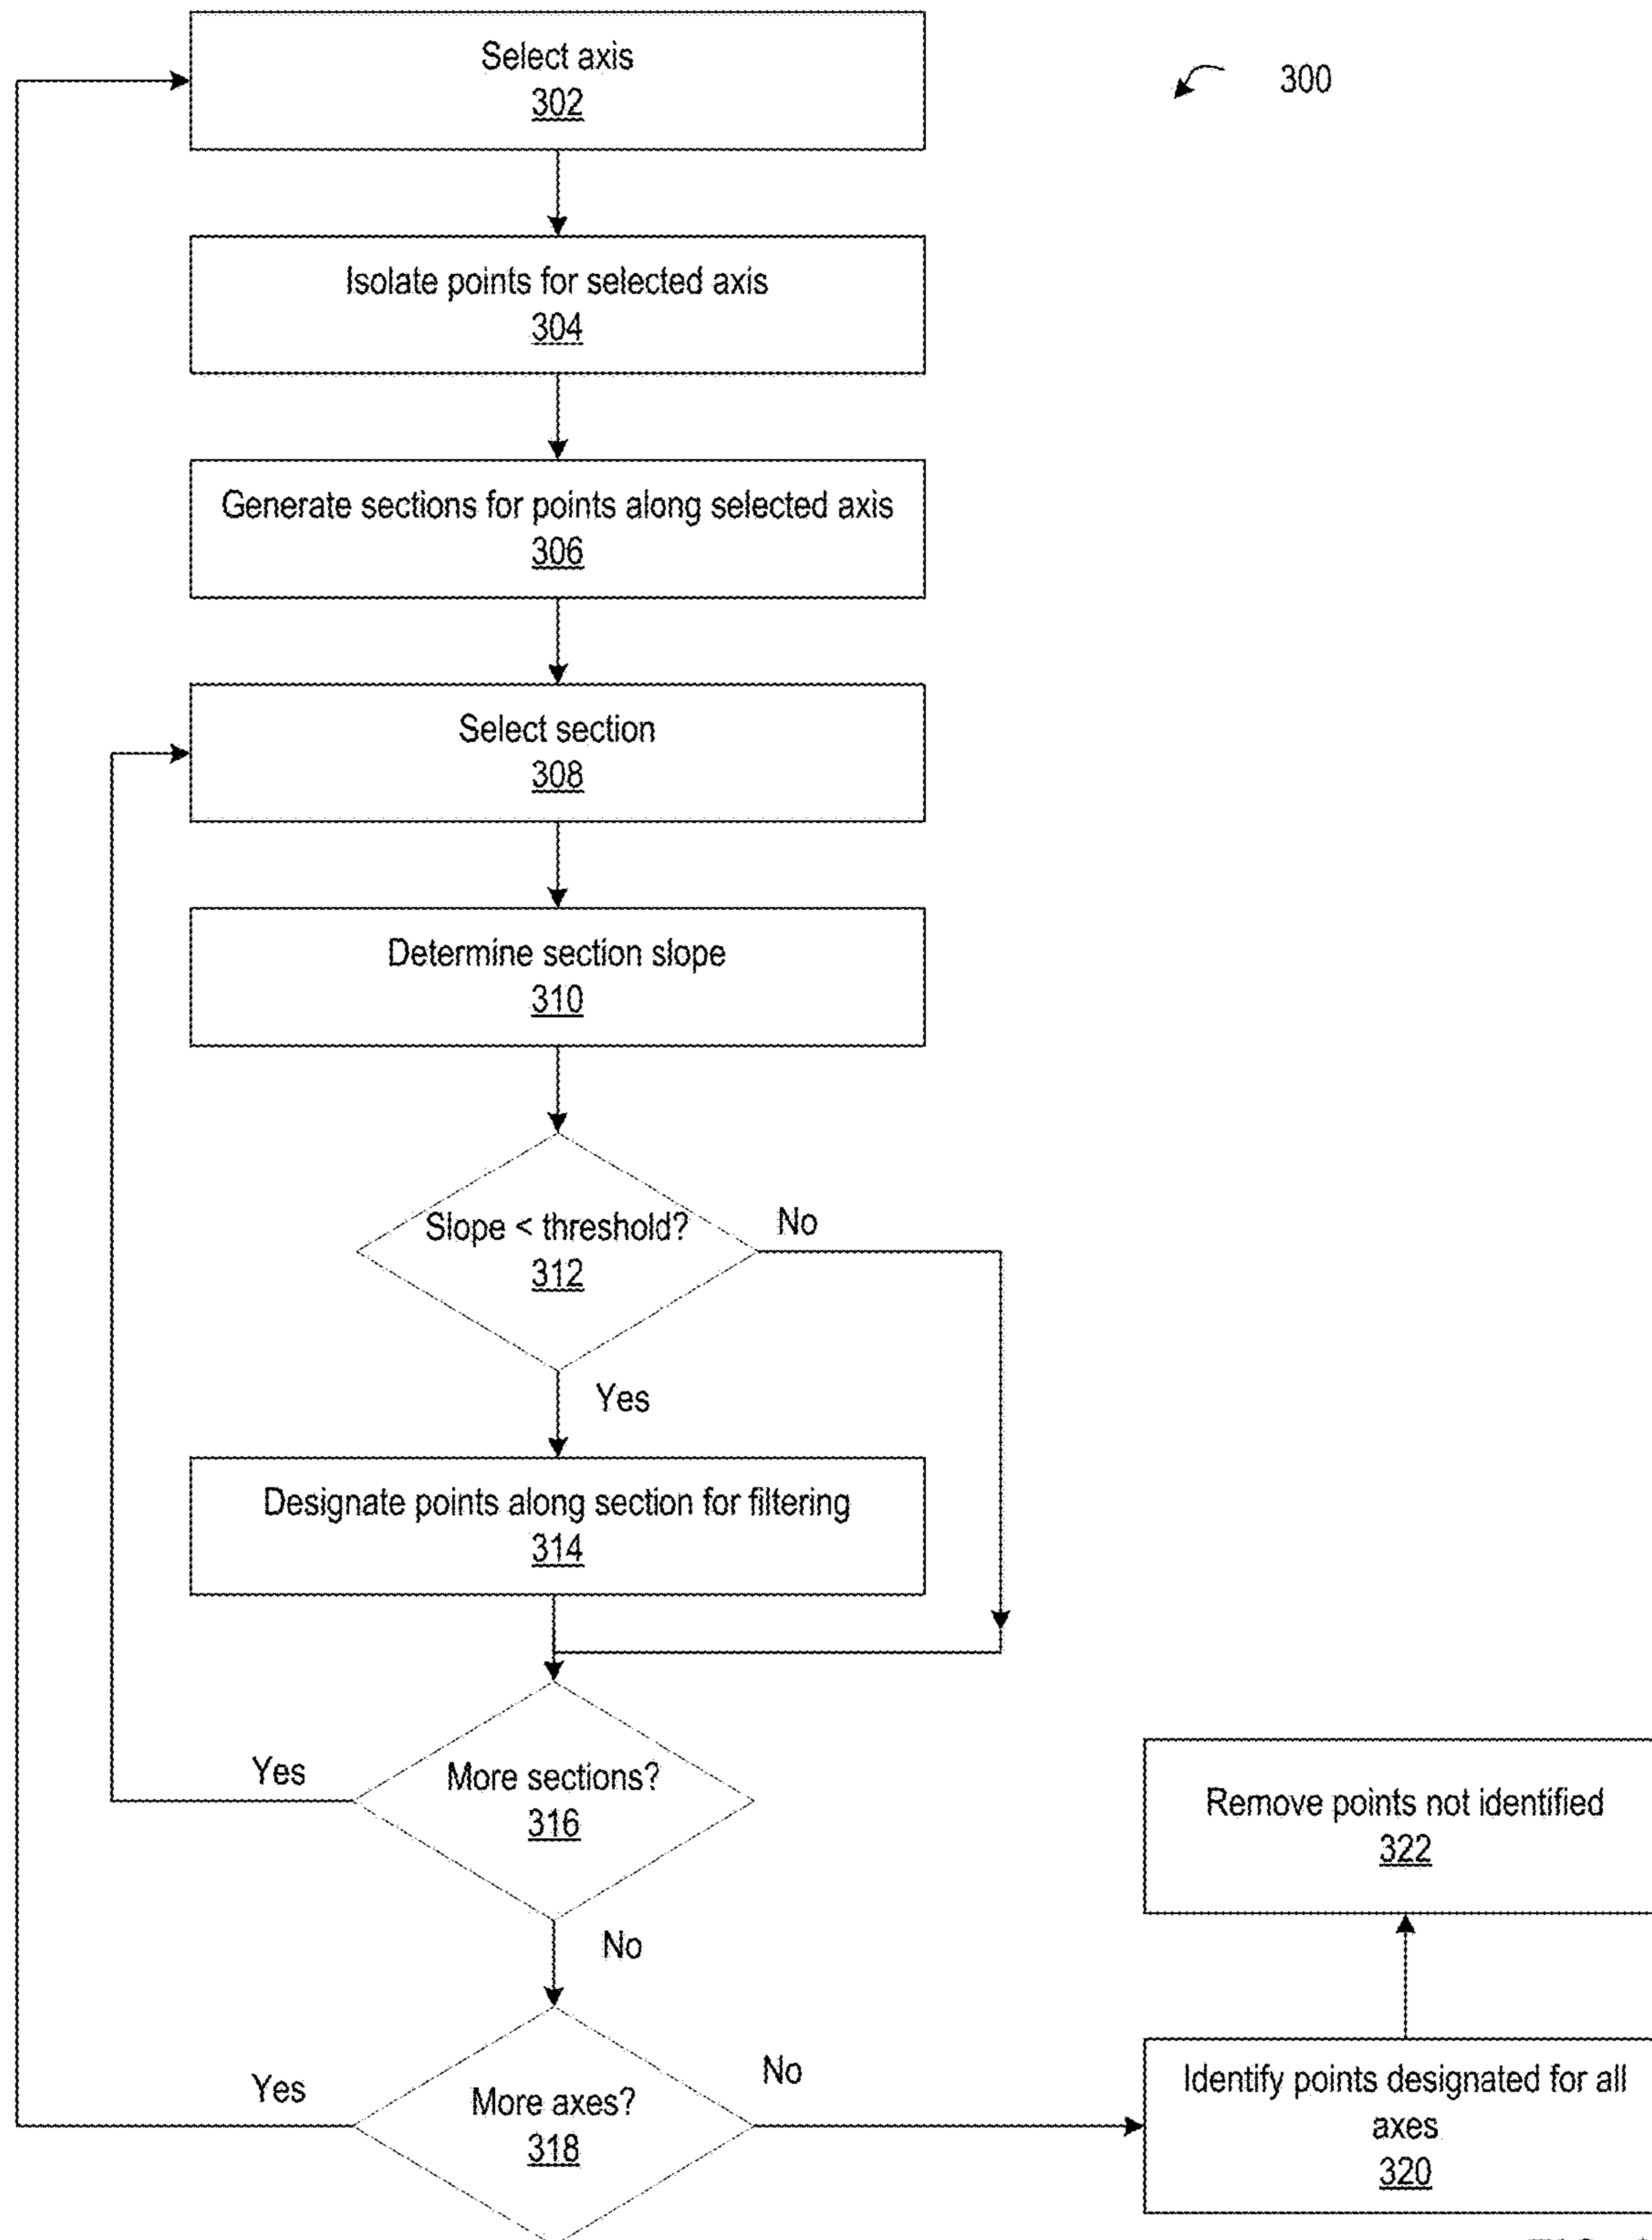 Select axis
302
300
Isolate points for selected axis
304
Generate sections for points along selected axis
306
Select section
308
Determine section slope
310
Slope < threshold?
312
No
Yes
Designate points along section for filtering
314
More sections?
316
Yes
No
Remove points not identified
322
More axes?
318
Yes
No
Identify points designated for all
axes
320